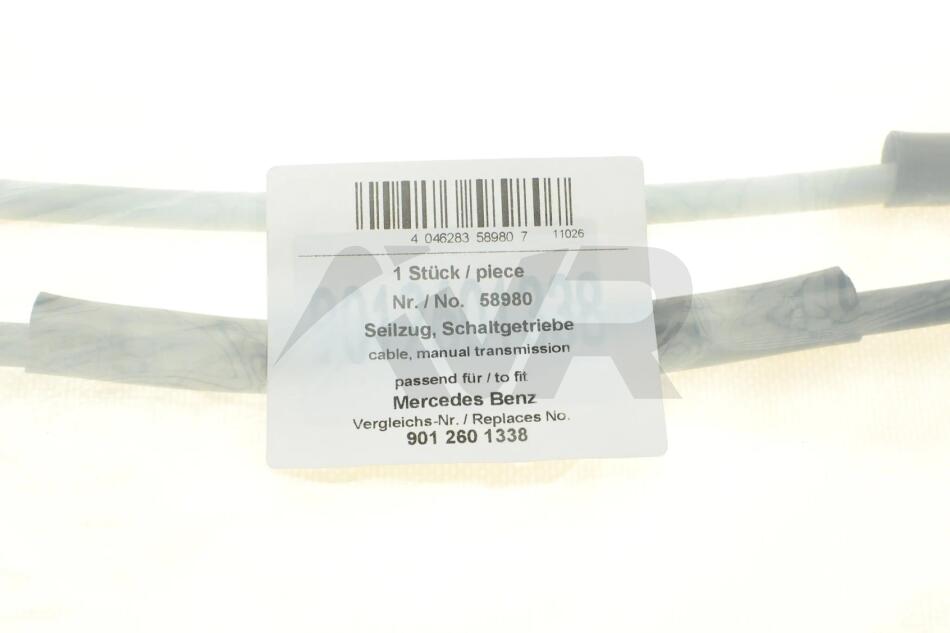 4 046283 58980 7 11026
1 Stück / piece
Nr. / No. 58980
Seilzug, Schaltgetriebe
cable, manual transmission
passend für / to fit
Mercedes Benz
Vergleichs-Nr. / Replaces No.
901 260 1338